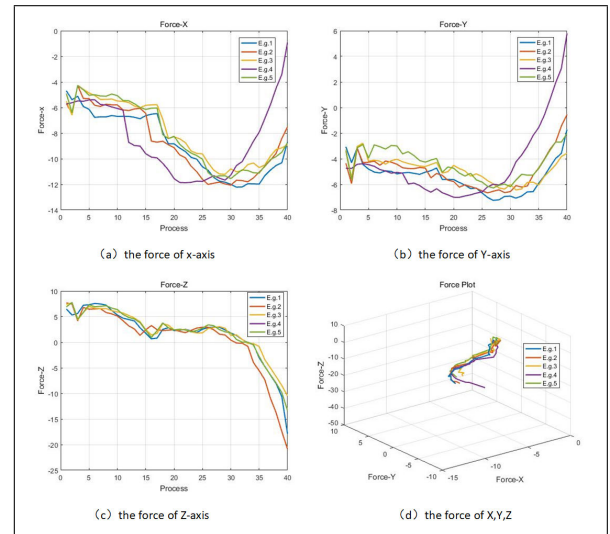 Force-X
Force-x
0
-2
-4
-6
-8
-10
-12
-14
0 5 10 15 20 25 30 35 40
Process
E.g.1
E.g.2
E.g.3
E.g.4
E.g.5
(a) the force of x-axis
Force-Y
Force-Y
6
4
2
0
-2
-4
-6
-8
0 5 10 15 20 25 30 35 40
Process
E.g.1
E.g.2
E.g.3
E.g.4
E.g.5
(b) the force of Y-axis
Force-Z
Force-Z
10
5
0
-5
-10
-15
-20
-25
0 5 10 15 20 25 30 35 40
Process
E.g.1
E.g.2
E.g.3
E.g.4
E.g.5
(c) the force of Z-axis
Force Plot
Force-Z
10
0
-10
-20
-30
-40
-50
10
5
0
-5
-10
Force-Y
-15
-10
-5
0
Force-X
E.g.1
E.g.2
E.g.3
E.g.4
E.g.5
(d) the force of X,Y,Z